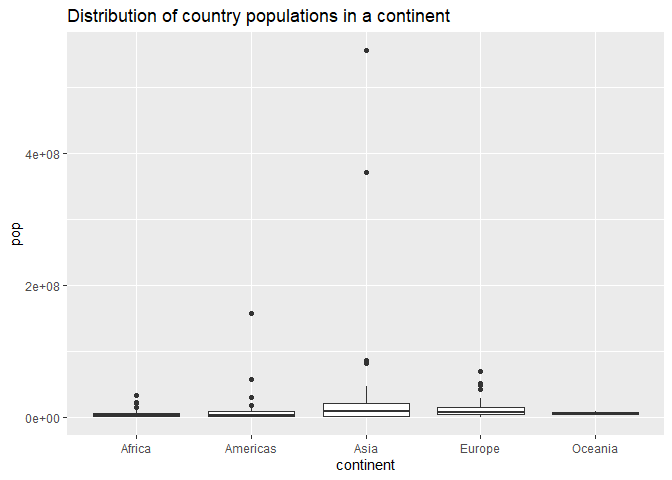 Distribution of country populations in a continent
4e+08
2e+08
0e+00
pop
Africa Americas Asia Europe Oceania
continent